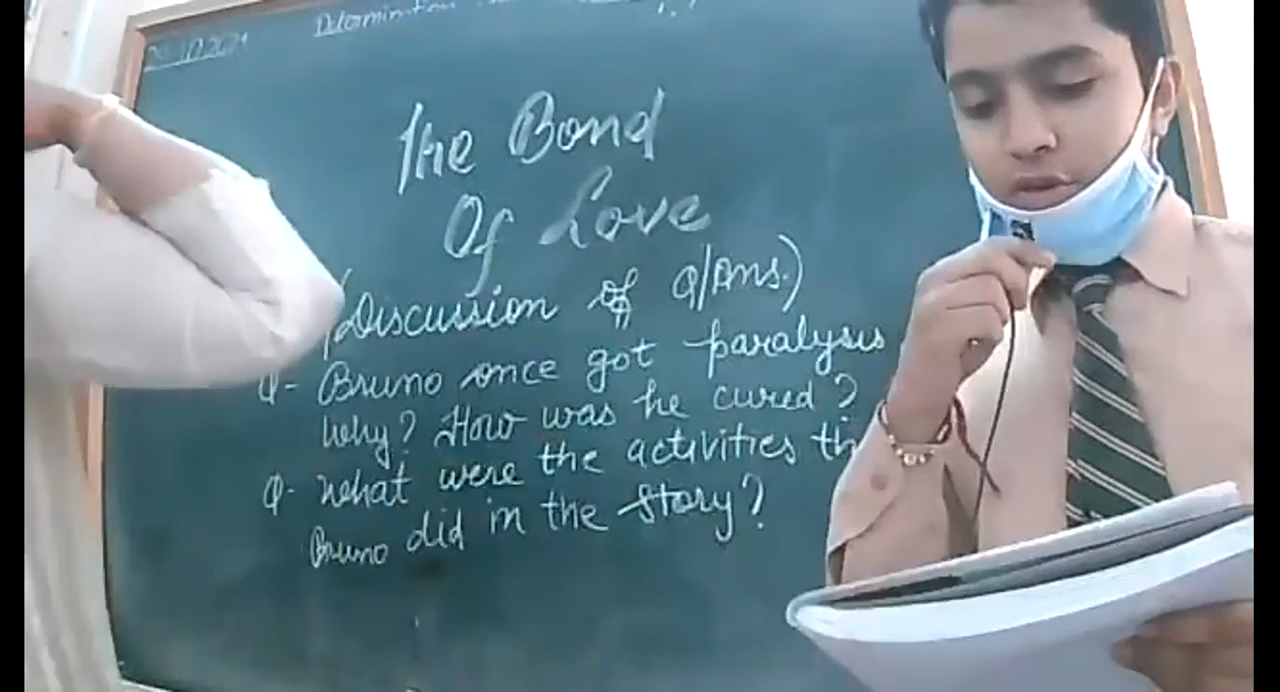 The Bond
Of Love
(Discussion of Q/Ans.)
Q- Bruno once got paralysis
Why? How was he cured?
Q- What were the activities th
Bruno did in the story?